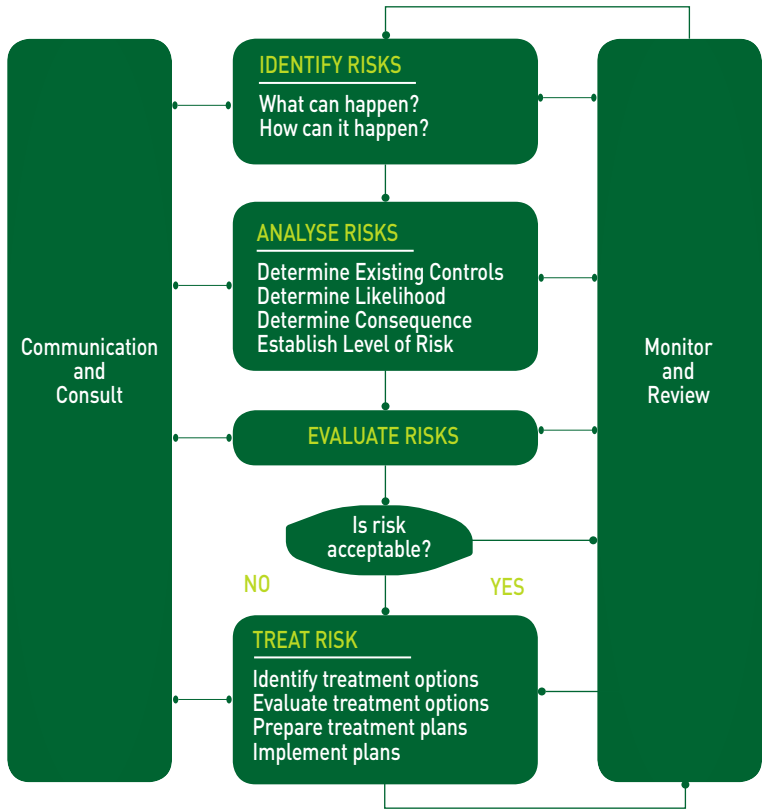 IDENTIFY RISKS
What can happen?
How can it happen?
ANALYSE RISKS
Determine Existing Controls
Determine Likelihood
Determine Consequence
Establish Level of Risk
Communication
and
Consult
Monitor
and
Review
EVALUATE RISKS
Is risk
acceptable?
NO
YES
TREAT RISK
Identify treatment options
Evaluate treatment options
Prepare treatment plans
Implement plans